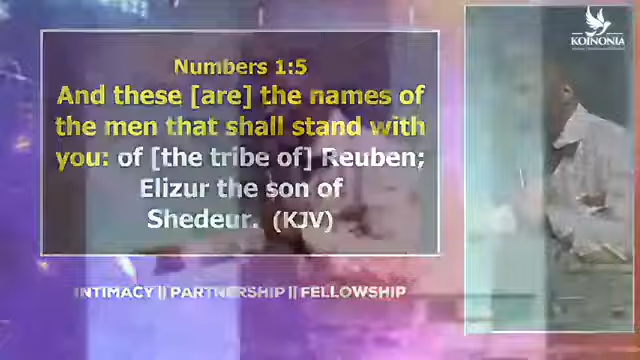 Numbers 1:5
And these [are] the names of
the men that shall stand with
you: of [the tribe of] Reuben;
Elizur the son of
Shedeur. (KJV)
INTIMACY || PARTNERSHIP || FELLOWSHIP
KOINONIA